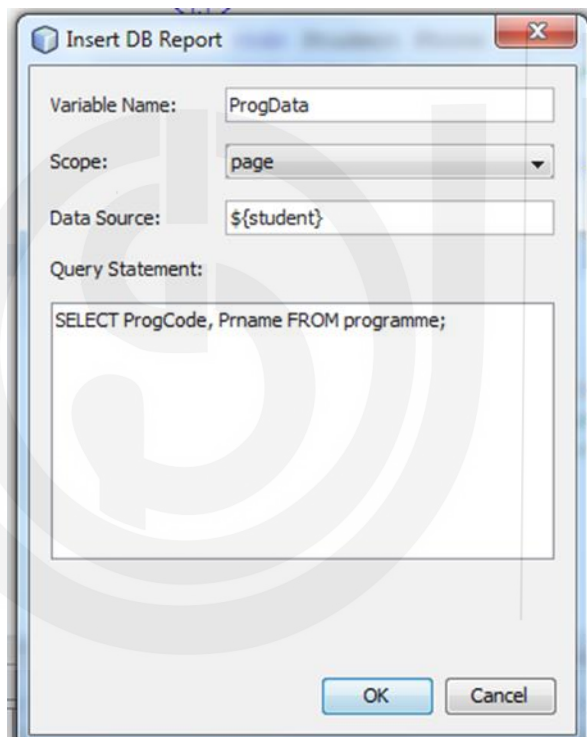 Insert DB Report
Variable Name: ProgData
Scope: page
Data Source: ${student}
Query Statement:
SELECT ProgCode, Prname FROM programme;
OK Cancel